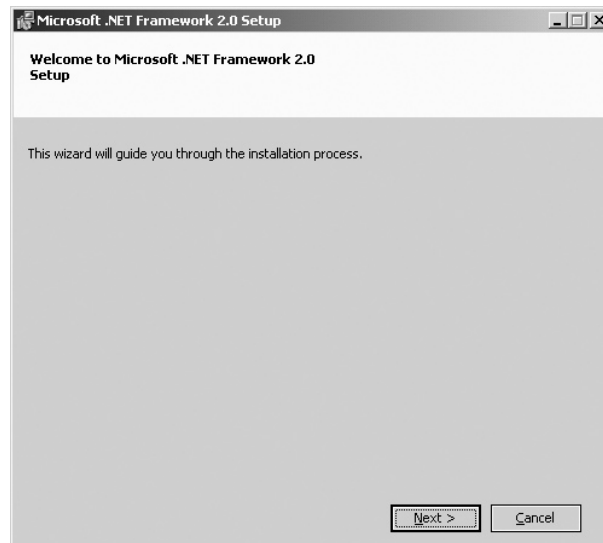 Microsoft .NET Framework 2.0 Setup
Welcome to Microsoft .NET Framework 2.0
Setup
This wizard will guide you through the installation process.
Next >
Cancel